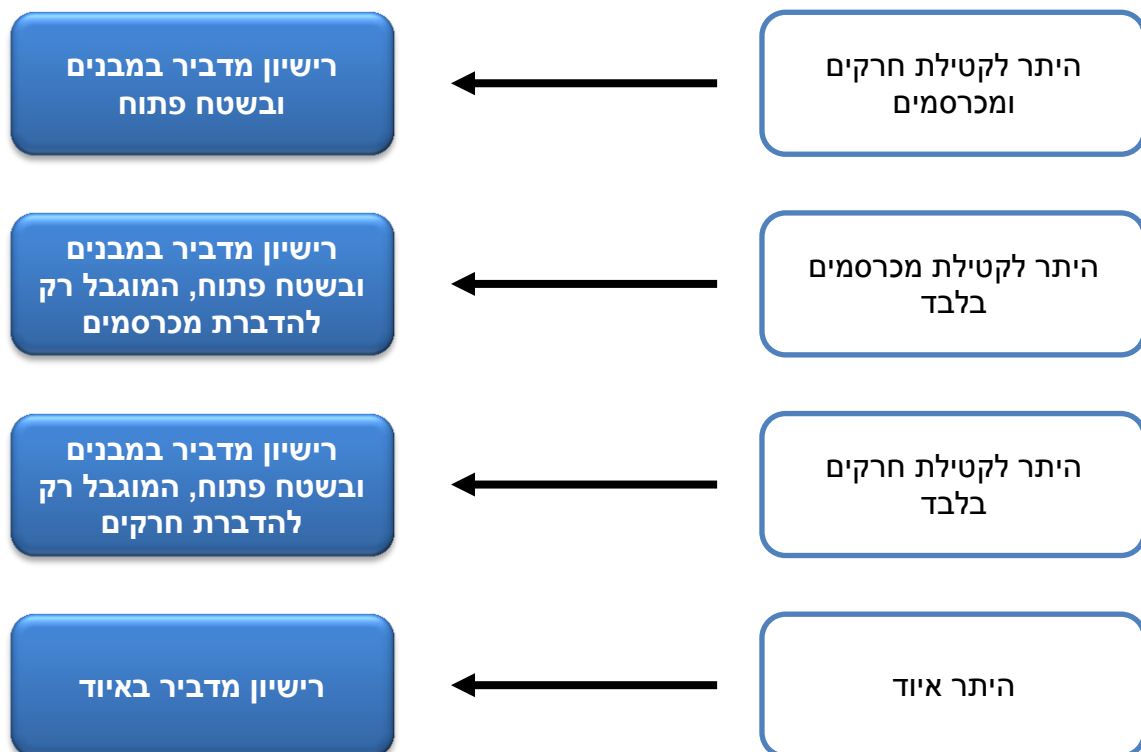 היתר לקטילת חרקים
ומכרסמים
רישיון מדביר במבנים
ובשטח פתוח
היתר לקטילת מכרסמים
בלבד
רישיון מדביר במבנים
ובשטח פתוח, המוגבל רק
להדברת מכרסמים
היתר לקטילת חרקים
בלבד
רישיון מדביר במבנים
ובשטח פתוח, המוגבל רק
להדברת חרקים
היתר איוד
רישיון מדביר באיוד